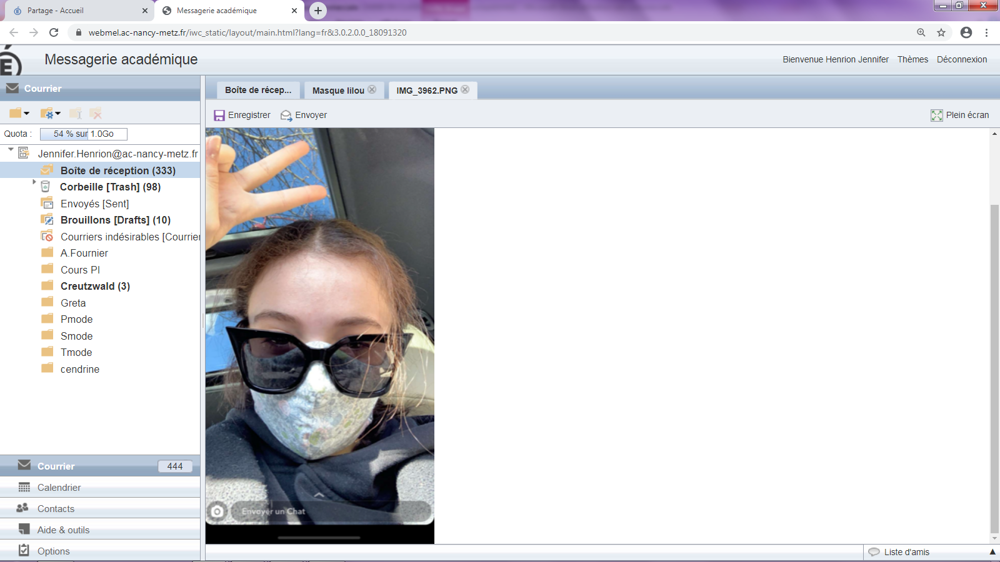 Partage - Accueil
Messagerie académique
webmel.ac-nancy-metz.fr/iwc_static/layout/main.html?lang=fr&3.0.2.0.0_18091320
Messagerie académique
Bienvenue Henrion Jennifer Thèmes Déconnexion
Courrier
Boîte de récep...
Masque lilou
IMG_3962.PNG
Enregistrer
Envoyer
Plein écran
Quota :
54 % sur 1.0Go
Jennifer.Henrion@ac-nancy-metz.fr
Boîte de réception (333)
Corbeille [Trash] (98)
Envoyés [Sent]
Brouillons [Drafts] (10)
Courriers indésirables [Courrier
A.Fournier
Cours PI
Creutzwald (3)
Greta
Pmode
Smode
Tmode
cendrine
Courrier
444
Calendrier
Contacts
Aide & outils
Options
Envoyer un Chat
Liste d'amis